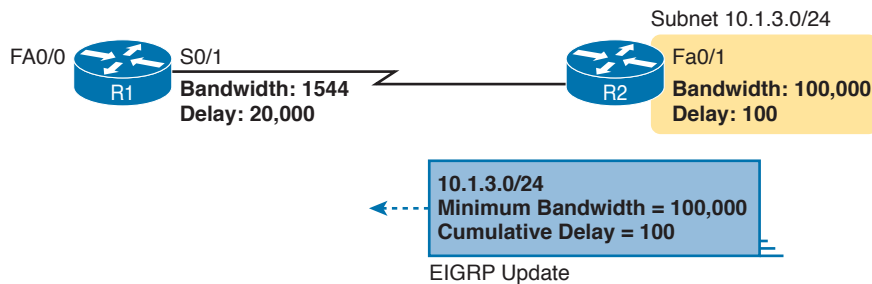 Subnet 10.1.3.0/24
FA0/0
R1
S0/1
Bandwidth: 1544
Delay: 20,000
R2
Fa0/1
Bandwidth: 100,000
Delay: 100
10.1.3.0/24
Minimum Bandwidth = 100,000
Cumulative Delay = 100
EIGRP Update